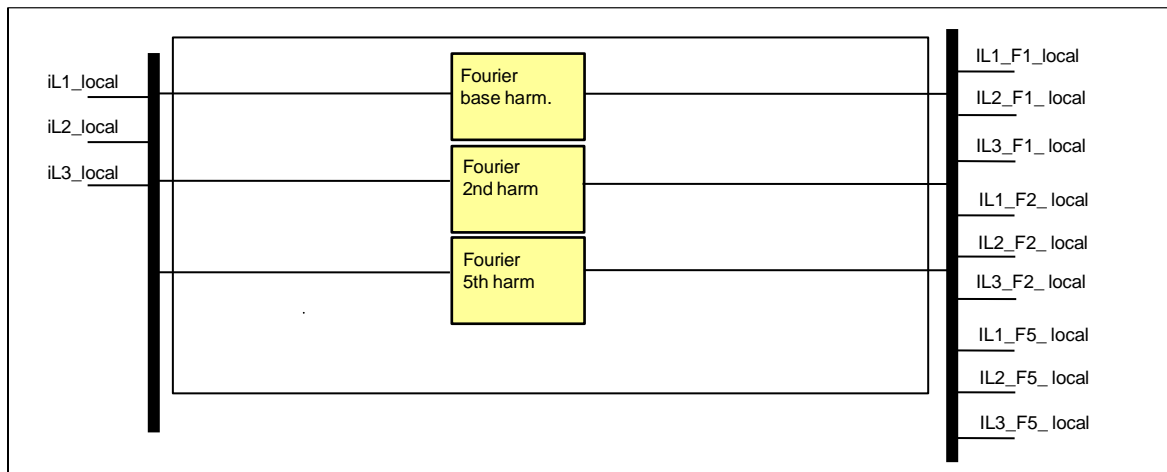 iL1_local
iL2_local
iL3_local
Fourier
base harm.
Fourier
2nd harm
Fourier
5th harm
IL1_F1_local
IL2_F1_ local
IL3_F1_ local
IL1_F2_ local
IL2_F2_ local
IL3_F2_ local
IL1_F5_ local
IL2_F5_ local
IL3_F5_ local